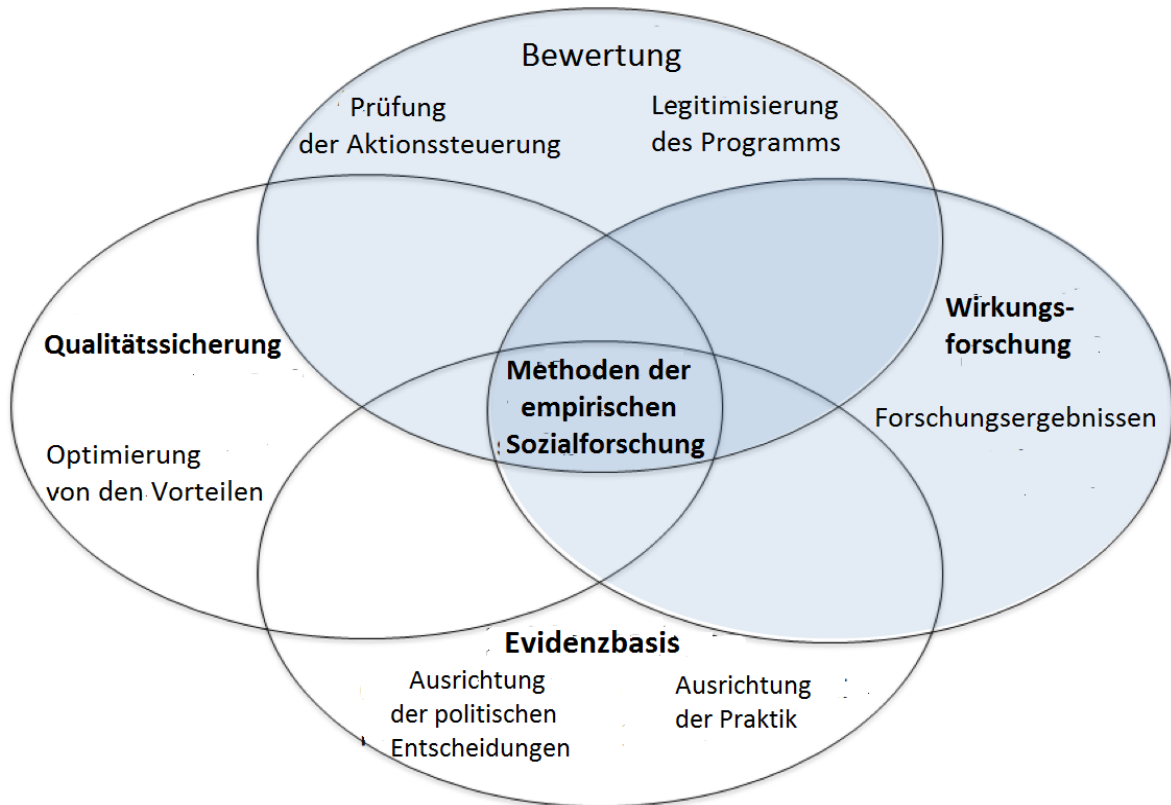 Bewertung
Prüfung
der Aktionssteuerung
Legitimisierung
des Programms
Qualitätssicherung
Optimierung
von den Vorteilen
Methoden der
empirischen
Sozialforschung
Wirkungs-
forschung
Forschungsergebnissen
Evidenzbasis
Ausrichtung
der politischen
Entscheidungen
Ausrichtung
der Praktik